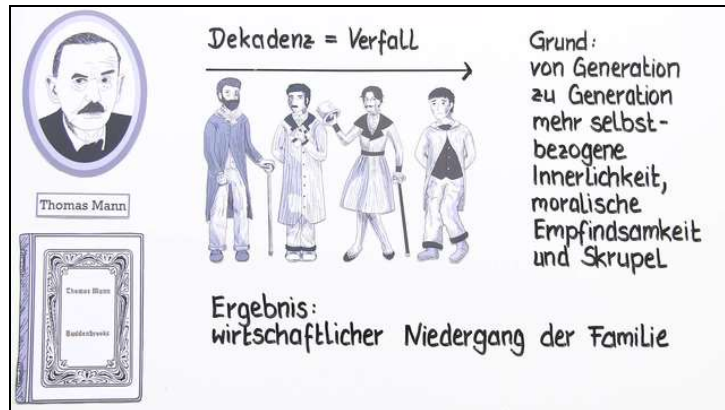 Dekadenz = Verfall
Grund:
von Generation
zu Generation
mehr selbst-
bezogene
Innerlichkeit,
moralische
Empfindsamkeit
und Skrupel
Thomas Mann
Thomas Mann
Buddenbrooks
Ergebnis:
wirtschaftlicher Niedergang der Familie